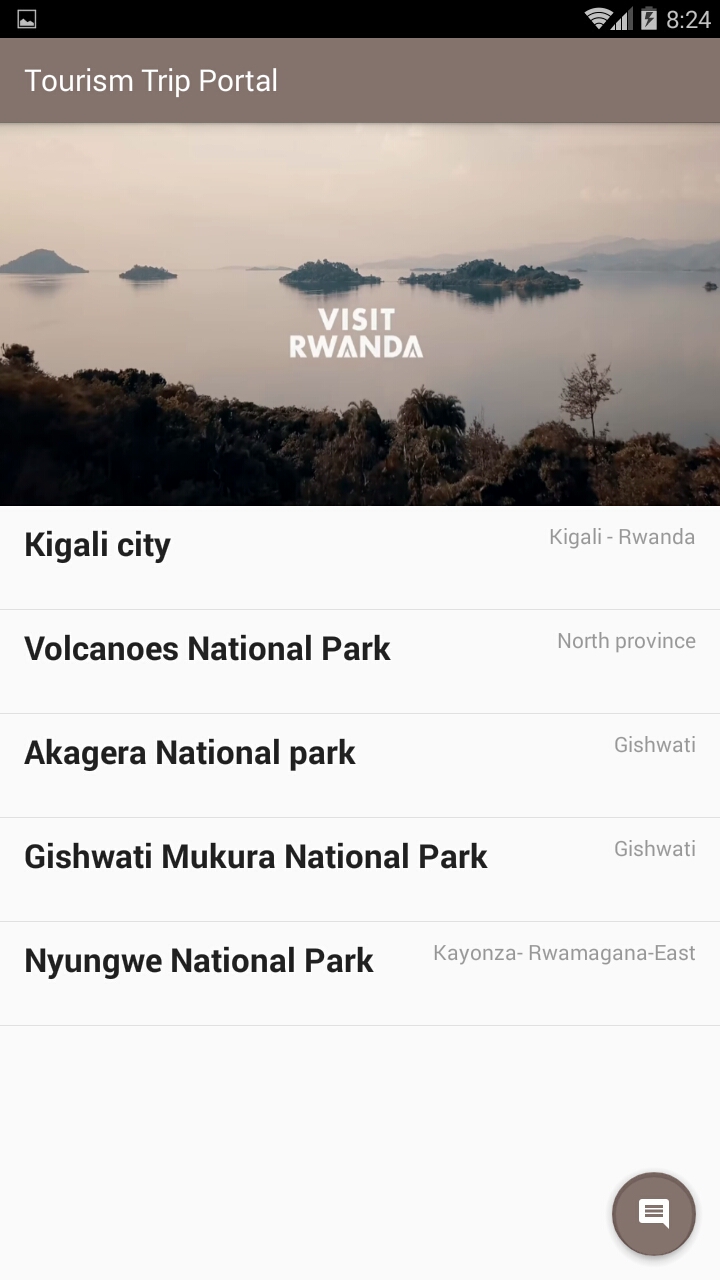 8:24
Tourism Trip Portal
VISIT
RWANDA
Kigali city
Kigali - Rwanda
Volcanoes National Park
North province
Akagera National park
Gishwati
Gishwati Mukura National Park
Gishwati
Nyungwe National Park
Kayonza- Rwamagana-East